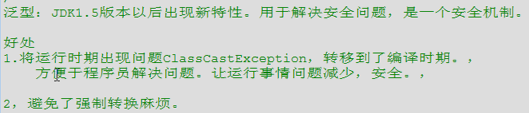 泛型：JDK1.5版本以后出现新特性。用于解决安全问题，是一个安全机制。
好处
1.将运行时期出现问题ClassCastException，转移到了编译时期。，
方便于程序员解决问题。让运行事情问题减少，安全。，
2，避免了强制转换麻烦。